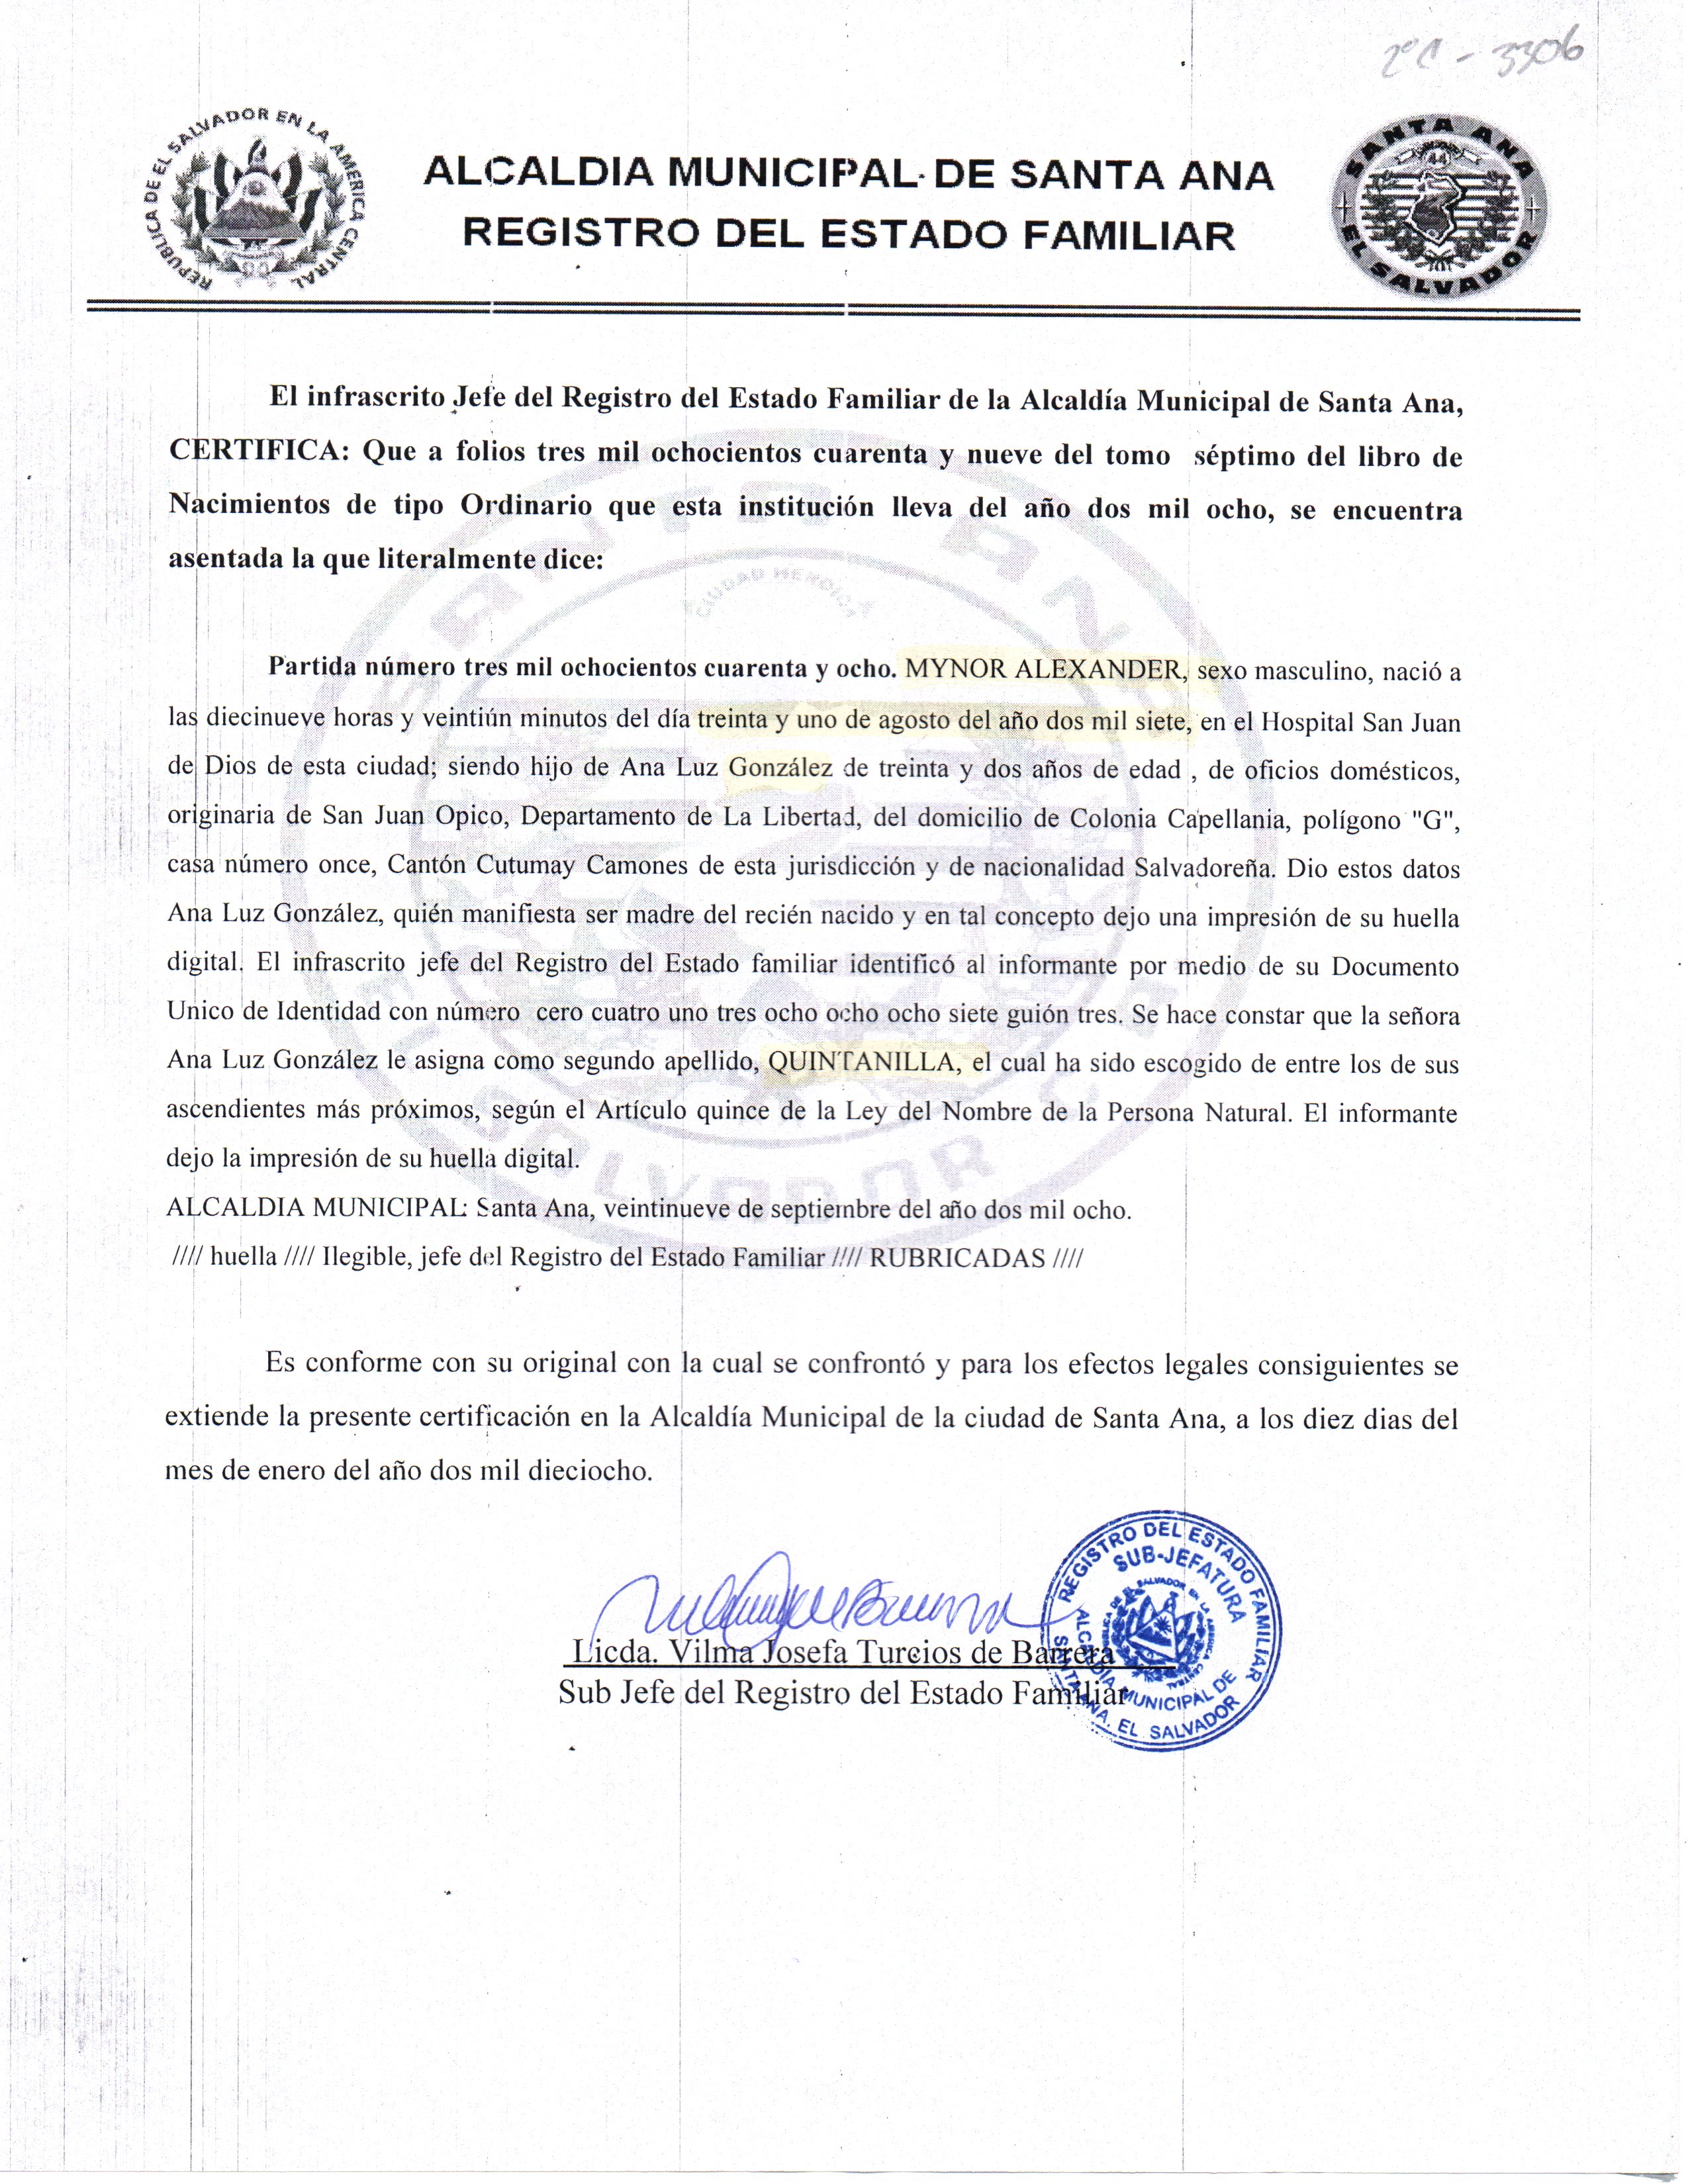 2ºC - 3306
REPUBLICA DE EL SALVADOR EN LA AMERICA CENTRAL
SANTA ANA
44
EL SALVADOR
ALCALDIA MUNICIPAL DE SANTA ANA
REGISTRO DEL ESTADO FAMILIAR
El infrascrito Jefe del Registro del Estado Familiar de la Alcaldía Municipal de Santa Ana,
CERTIFICA: Que a folios tres mil ochocientos cuarenta y nueve del tomo séptimo del libro de
Nacimientos de tipo Ordinario que esta institución lleva del año dos mil ocho, se encuentra
asentada la que literalmente dice:
SANTA ANA
CIUDAD HEROICA
Partida número tres mil ochocientos cuarenta y ocho. MYNOR ALEXANDER, sexo masculino, nació a
las diecinueve horas y veintiún minutos del día treinta y uno de agosto del año dos mil siete, en el Hospital San Juan
de Dios de esta ciudad; siendo hijo de Ana Luz González de treinta y dos años de edad , de oficios domésticos,
originaria de San Juan Opico, Departamento de La Libertad, del domicilio de Colonia Capellania, polígono "G",
casa número once, Cantón Cutumay Camones de esta jurisdicción y de nacionalidad Salvadoreña. Dio estos datos
Ana Luz González, quién manifiesta ser madre del recién nacido y en tal concepto dejo una impresión de su huella
digital. El infrascrito jefe del Registro del Estado familiar identificó al informante por medio de su Documento
Unico de Identidad con número cero cuatro uno tres ocho ocho ocho siete guión tres. Se hace constar que la señora
Ana Luz González le asigna como segundo apellido, QUINTANILLA, el cual ha sido escogido de entre los de sus
ascendientes más próximos, según el Artículo quince de la Ley del Nombre de la Persona Natural. El informante
dejo la impresión de su huella digital.
ALCALDIA MUNICIPAL: Santa Ana, veintinueve de septiembre del año dos mil ocho.
//// huella //// Ilegible, jefe del Registro del Estado Familiar //// RUBRICADAS ////
Es conforme con su original con la cual se confrontó y para los efectos legales consiguientes se
extiende la presente certificación en la Alcaldía Municipal de la ciudad de Santa Ana, a los diez dias del
mes de enero del año dos mil dieciocho.
Licda. Vilma Josefa Turcios de Barrera
Sub Jefe del Registro del Estado Familiar
REGISTRO DEL ESTADO FAMILIAR
SUB-JEFATURA
ALCALDIA MUNICIPAL DE
SANTA ANA, EL SALVADOR